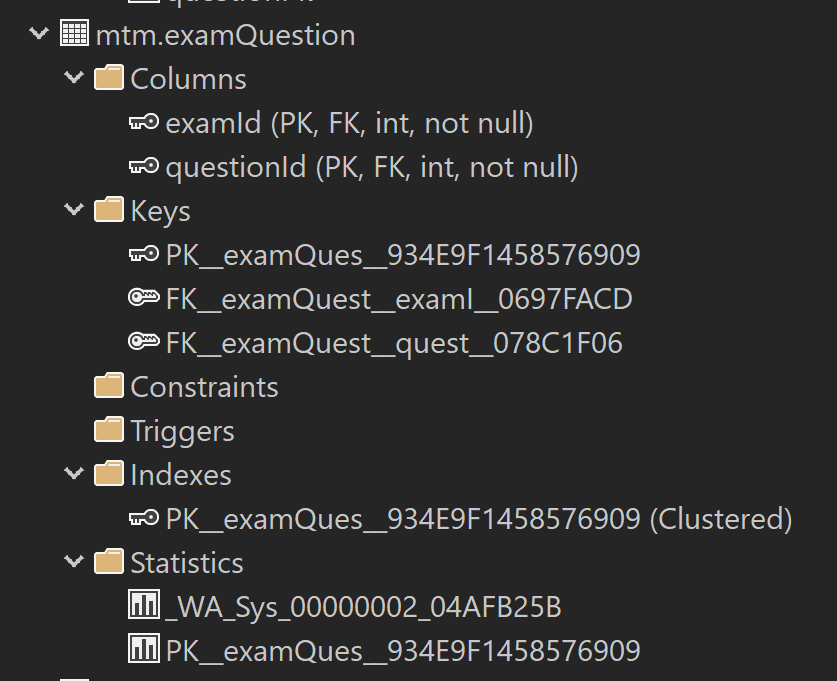 mtm.examQuestion
Columns
examId (PK, FK, int, not null)
questionId (PK, FK, int, not null)
Keys
PK__examQues__934E9F1458576909
FK__examQuest__examI__0697FACD
FK__examQuest__quest__078C1F06
Constraints
Triggers
Indexes
PK__examQues__934E9F1458576909 (Clustered)
Statistics
_WA_Sys_00000002_04AFB25B
PK__examQues__934E9F1458576909